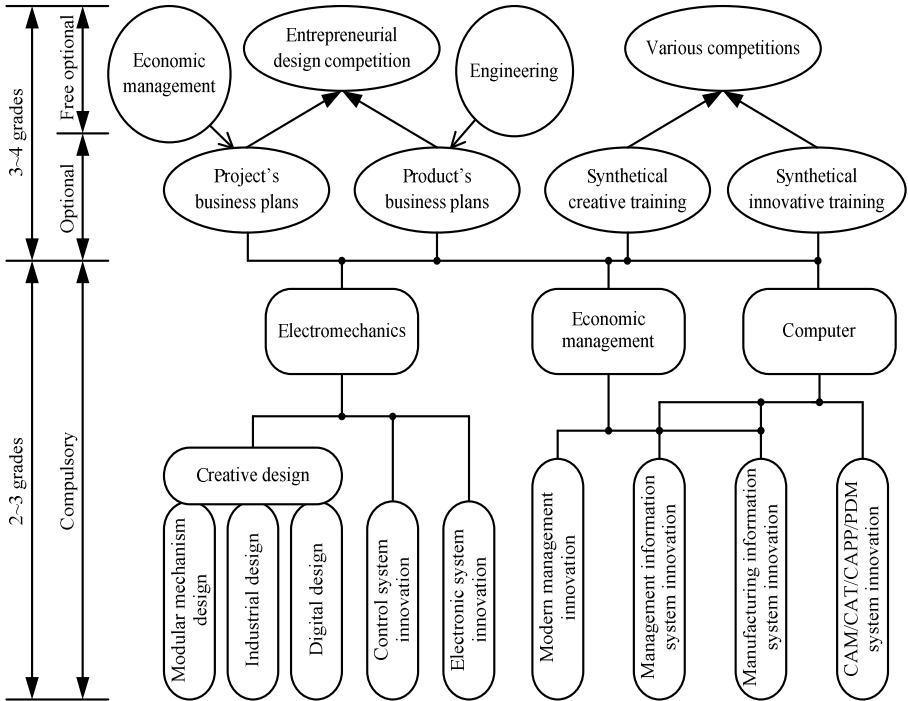 3~4 grades
Free optional
Optional
Economic
management
Entrepreneurial
design competition
Engineering
Various competitions
Project's
business plans
Product's
business plans
Synthetical
creative training
Synthetical
innovative training
2~3 grades
Compulsory
Electromechanics
Economic
management
Computer
Creative design
Modular mechanism
design
Industrial design
Digital design
Control system
innovation
Electronic system
innovation
Modern management
innovation
Management information
system innovation
Manufacturing information
system innovation
CAM/CAT/CAPP/PDM
system innovation